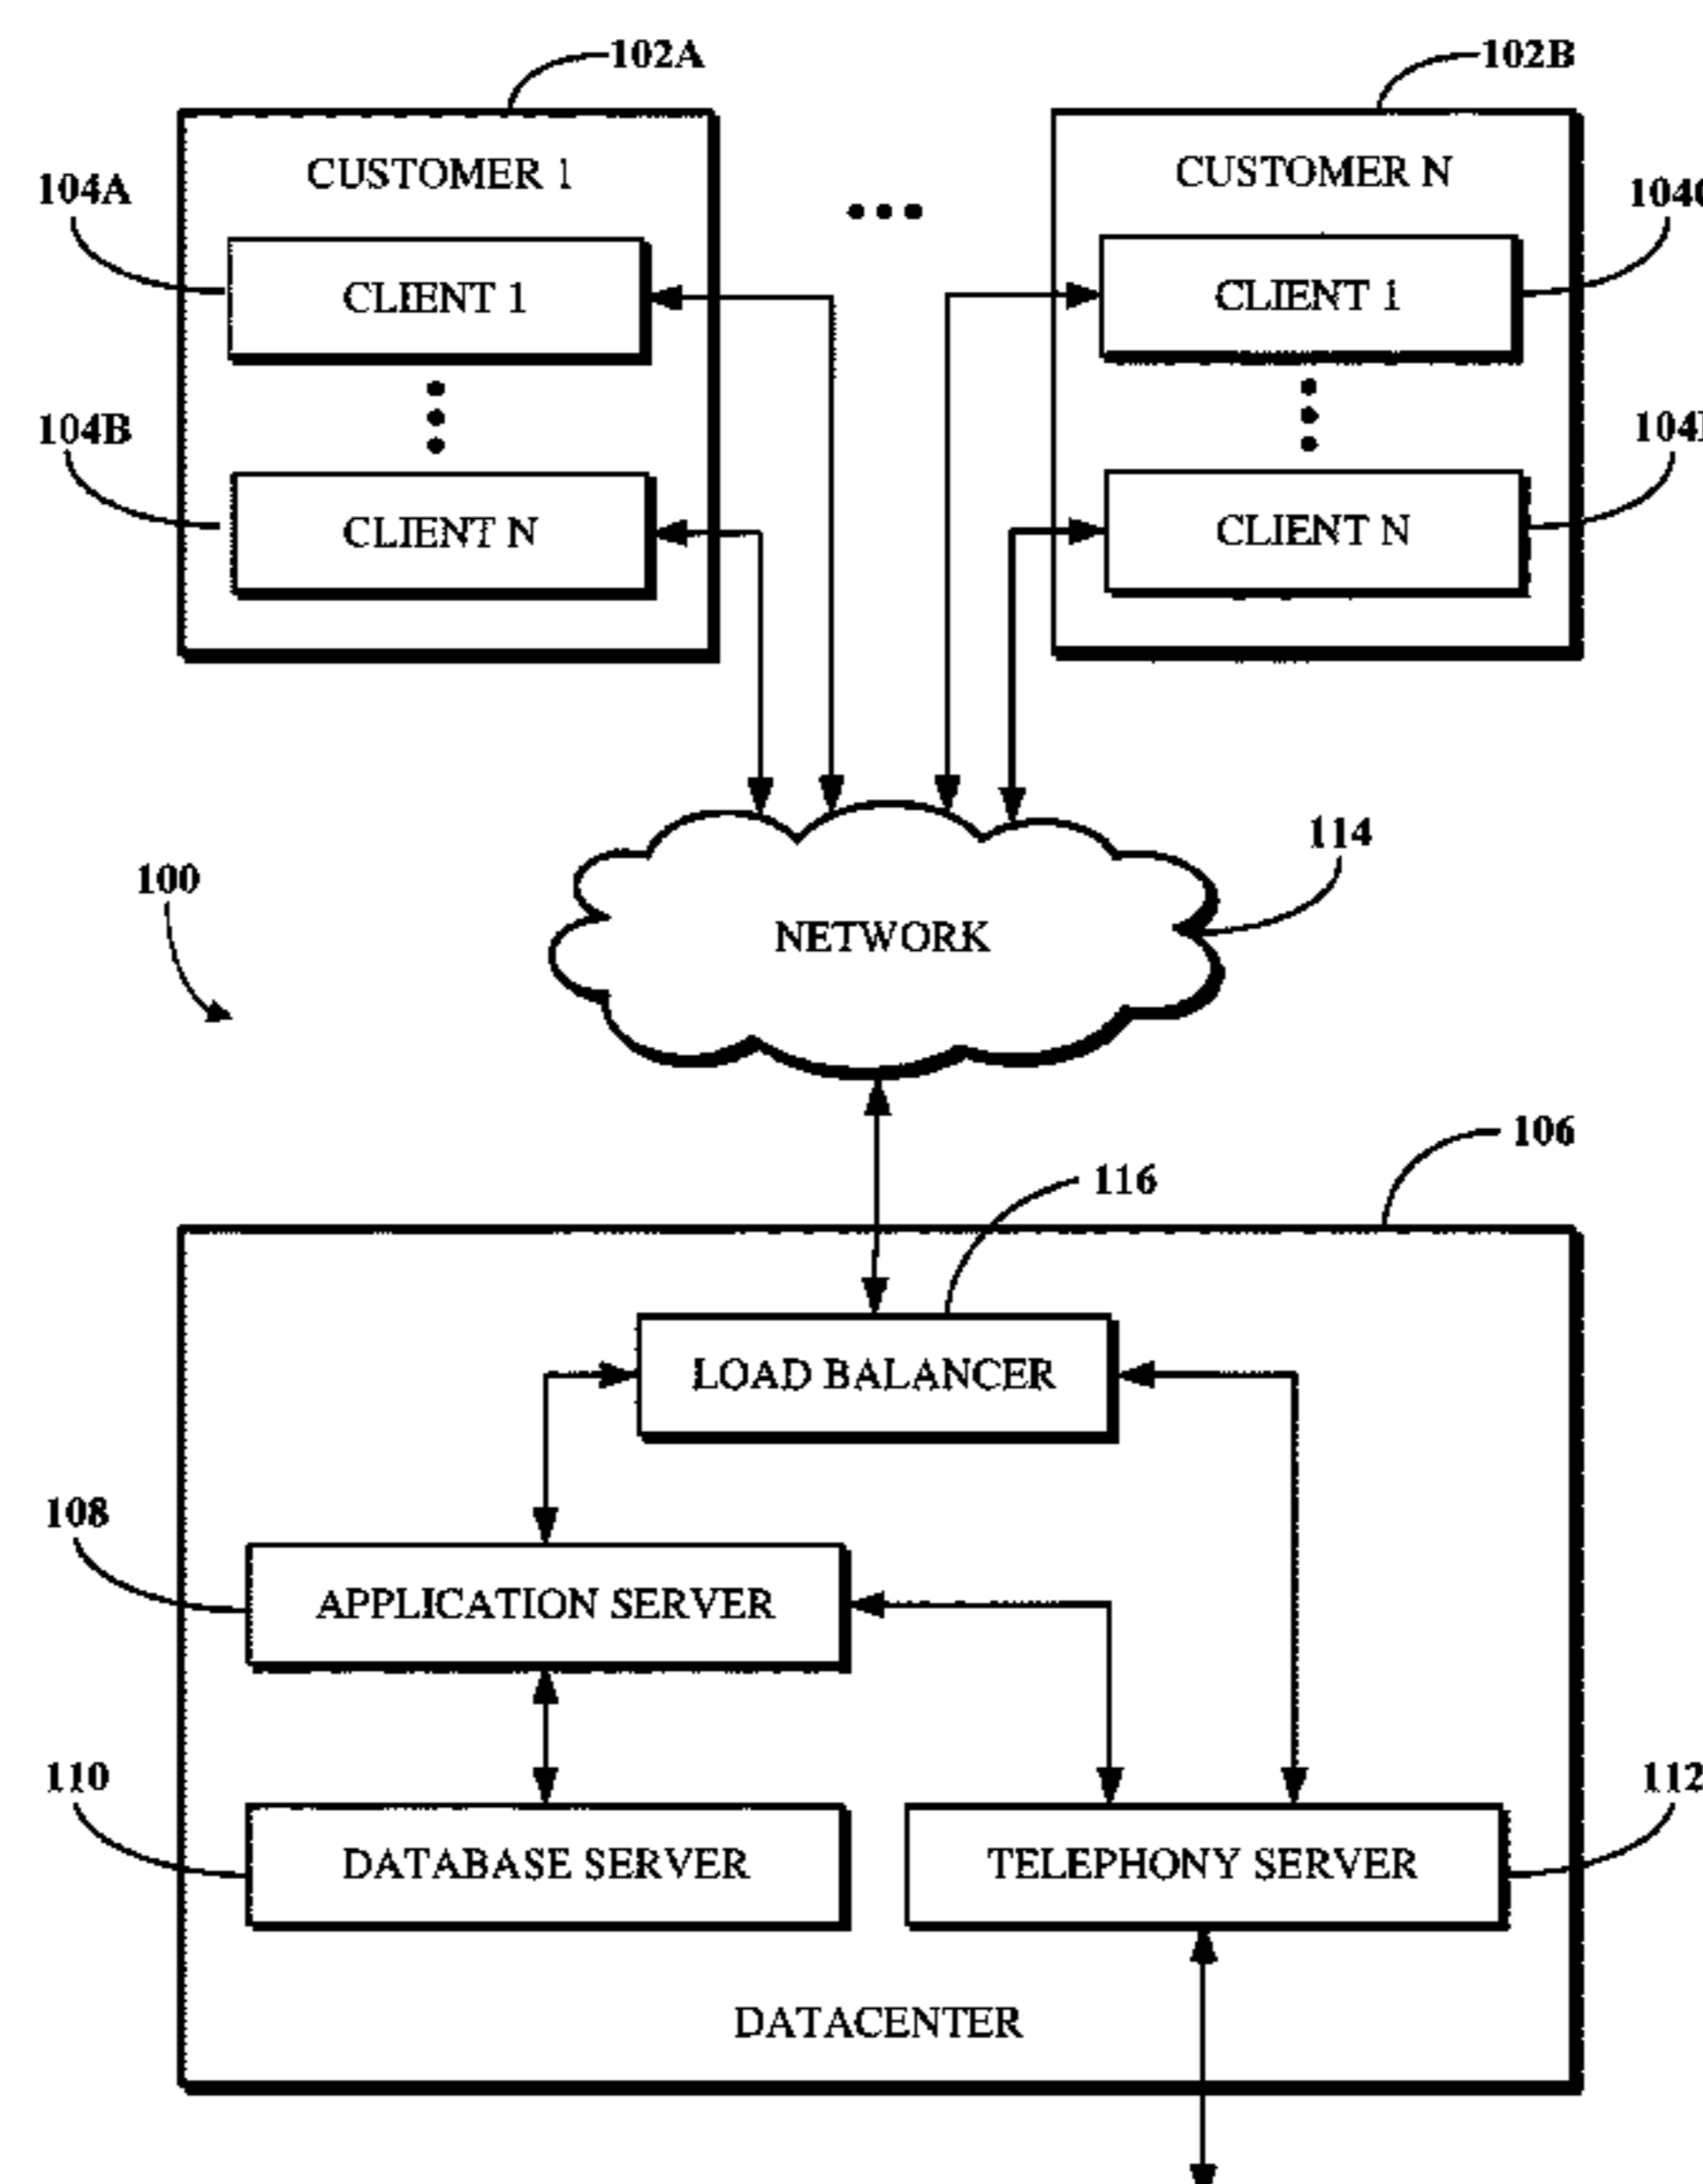 102A
102B
CUSTOMER 1
CUSTOMER N
104A
CLIENT 1
CLIENT 1
104B
CLIENT N
CLIENT N
114
100
NETWORK
106
116
LOAD BALANCER
108
APPLICATION SERVER
110
112
DATABASE SERVER
TELEPHONY SERVER
DATACENTER